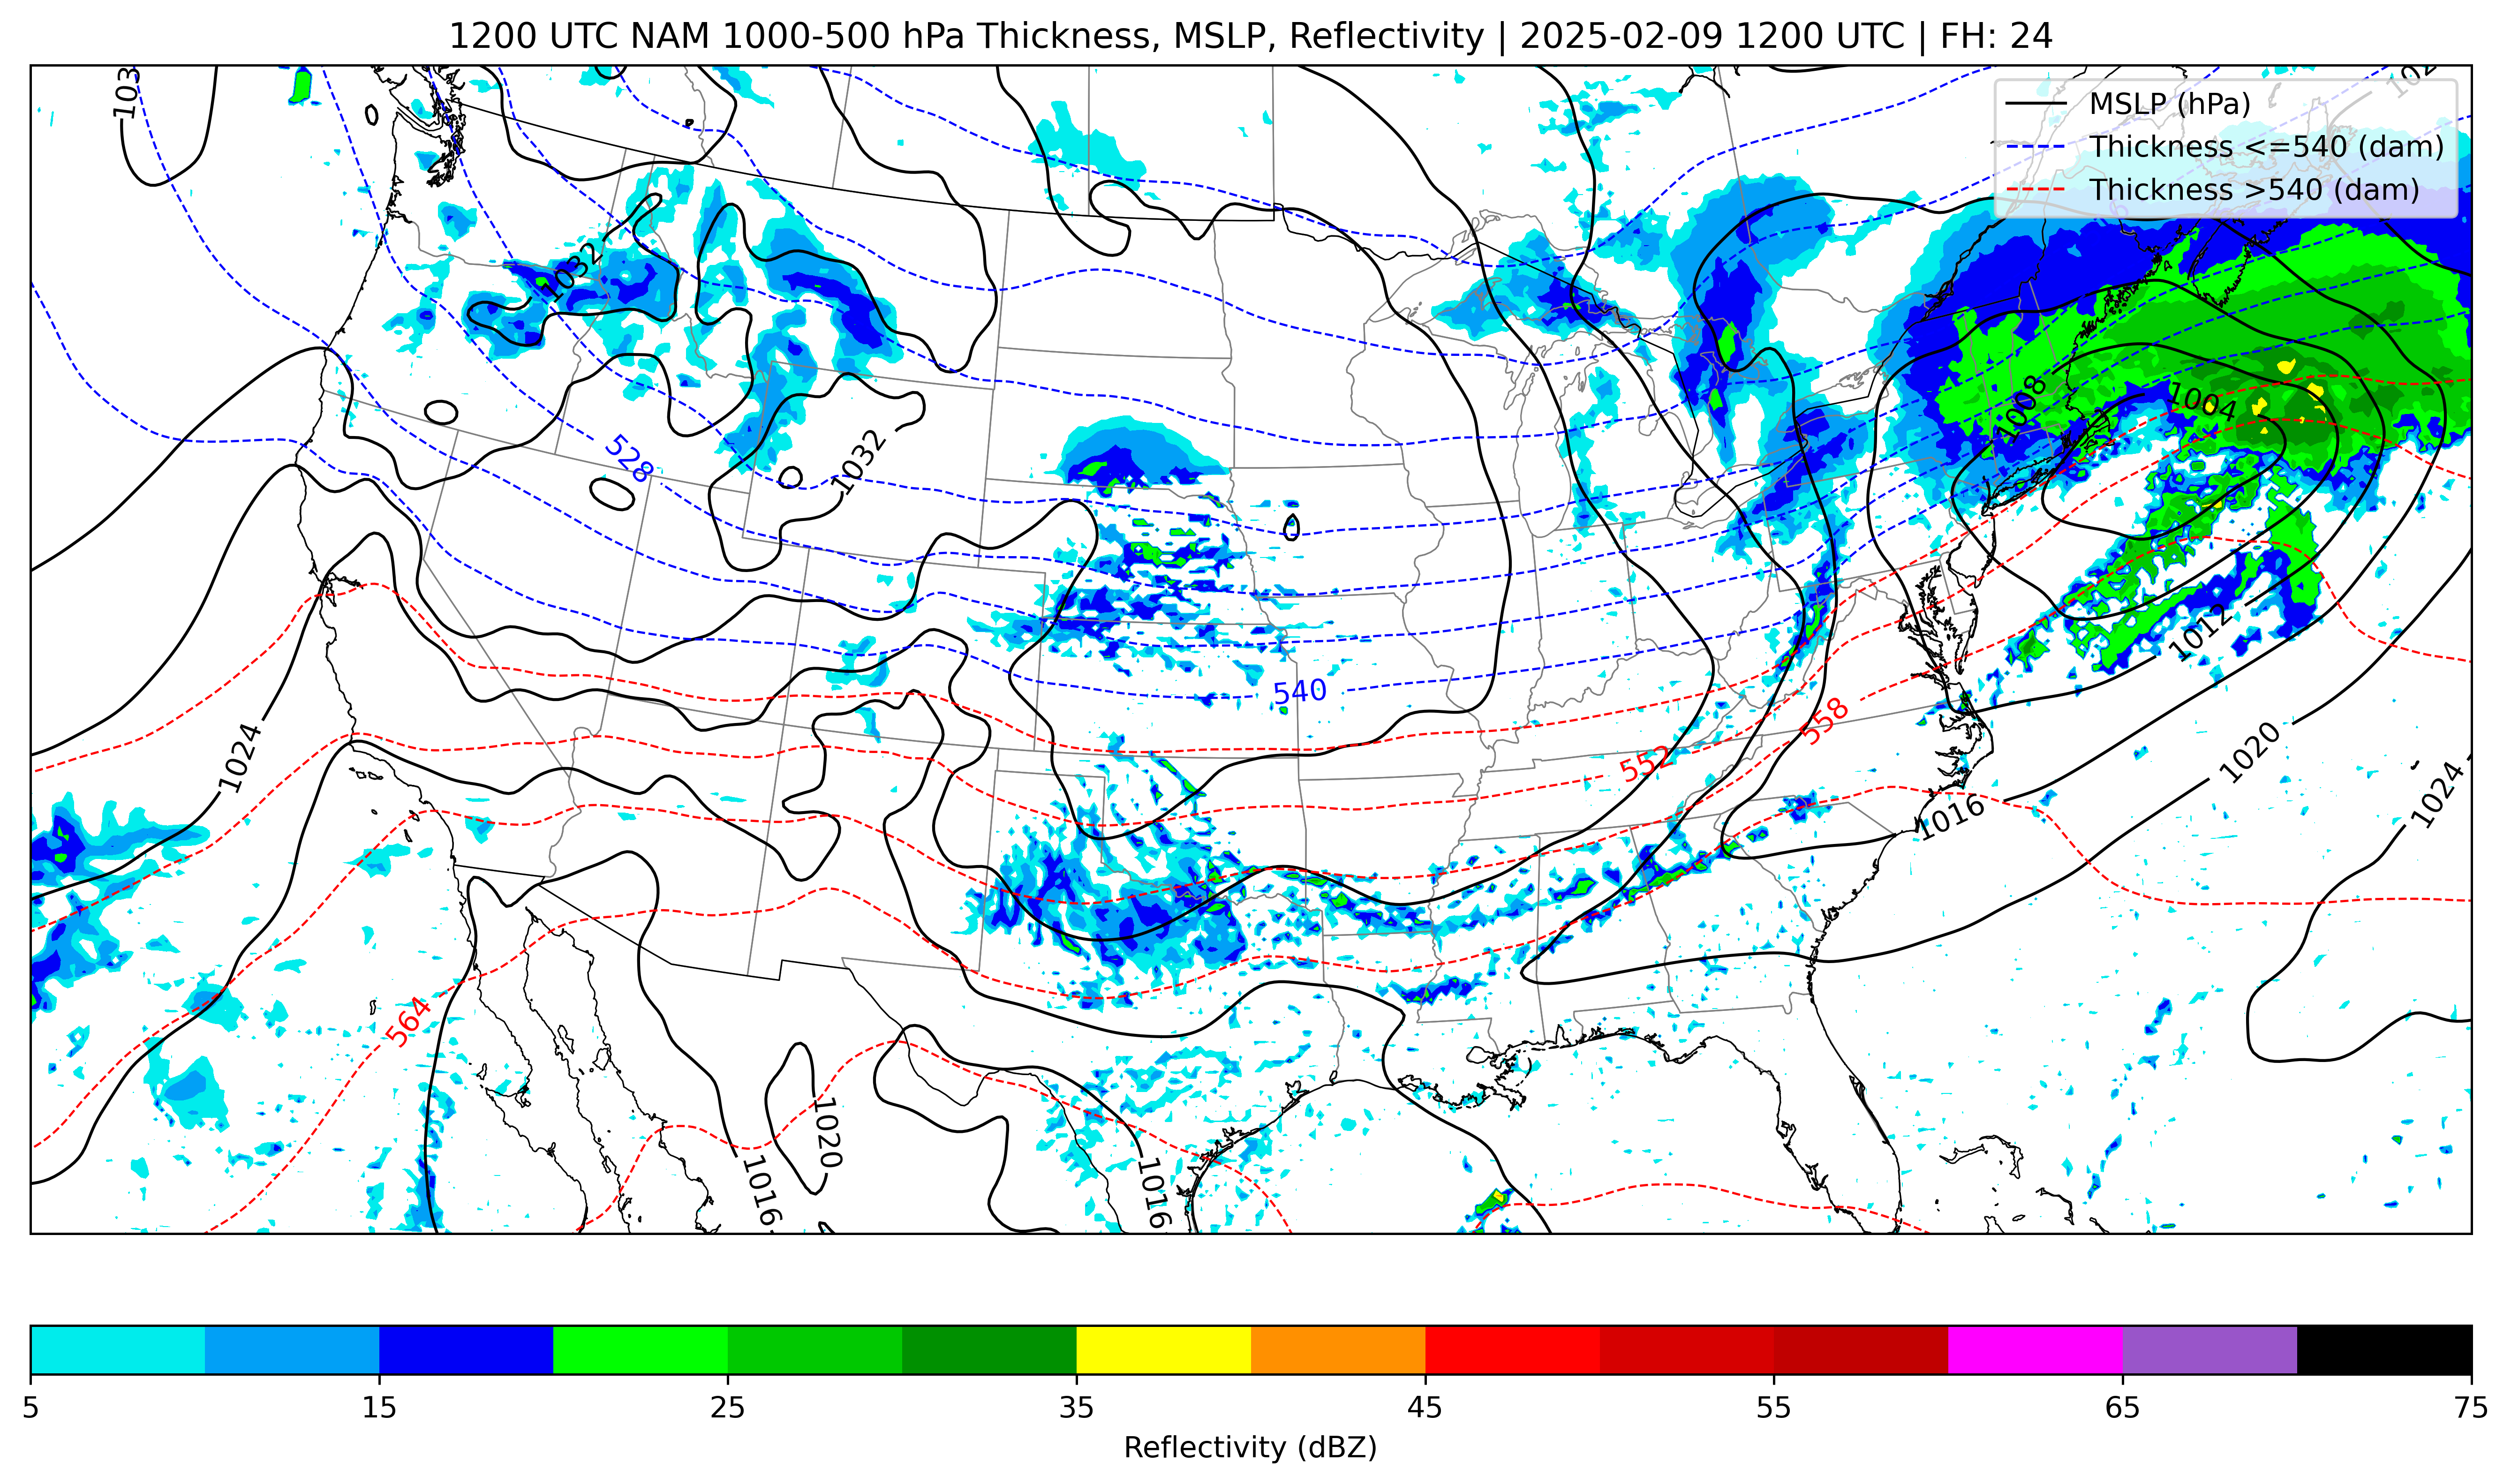 1200 UTC NAM 1000-500 hPa Thickness, MSLP, Reflectivity | 2025-02-09 1200 UTC | FH: 24
MSLP (hPa)
Thickness <=540 (dam)
Thickness >540 (dam)
1032
1032
528
1008
1004
1012
540
558
552
1024
1020
1024
1016
564
1020
1016
1016
5 15 25 35 45 55 65 75
Reflectivity (dBZ)